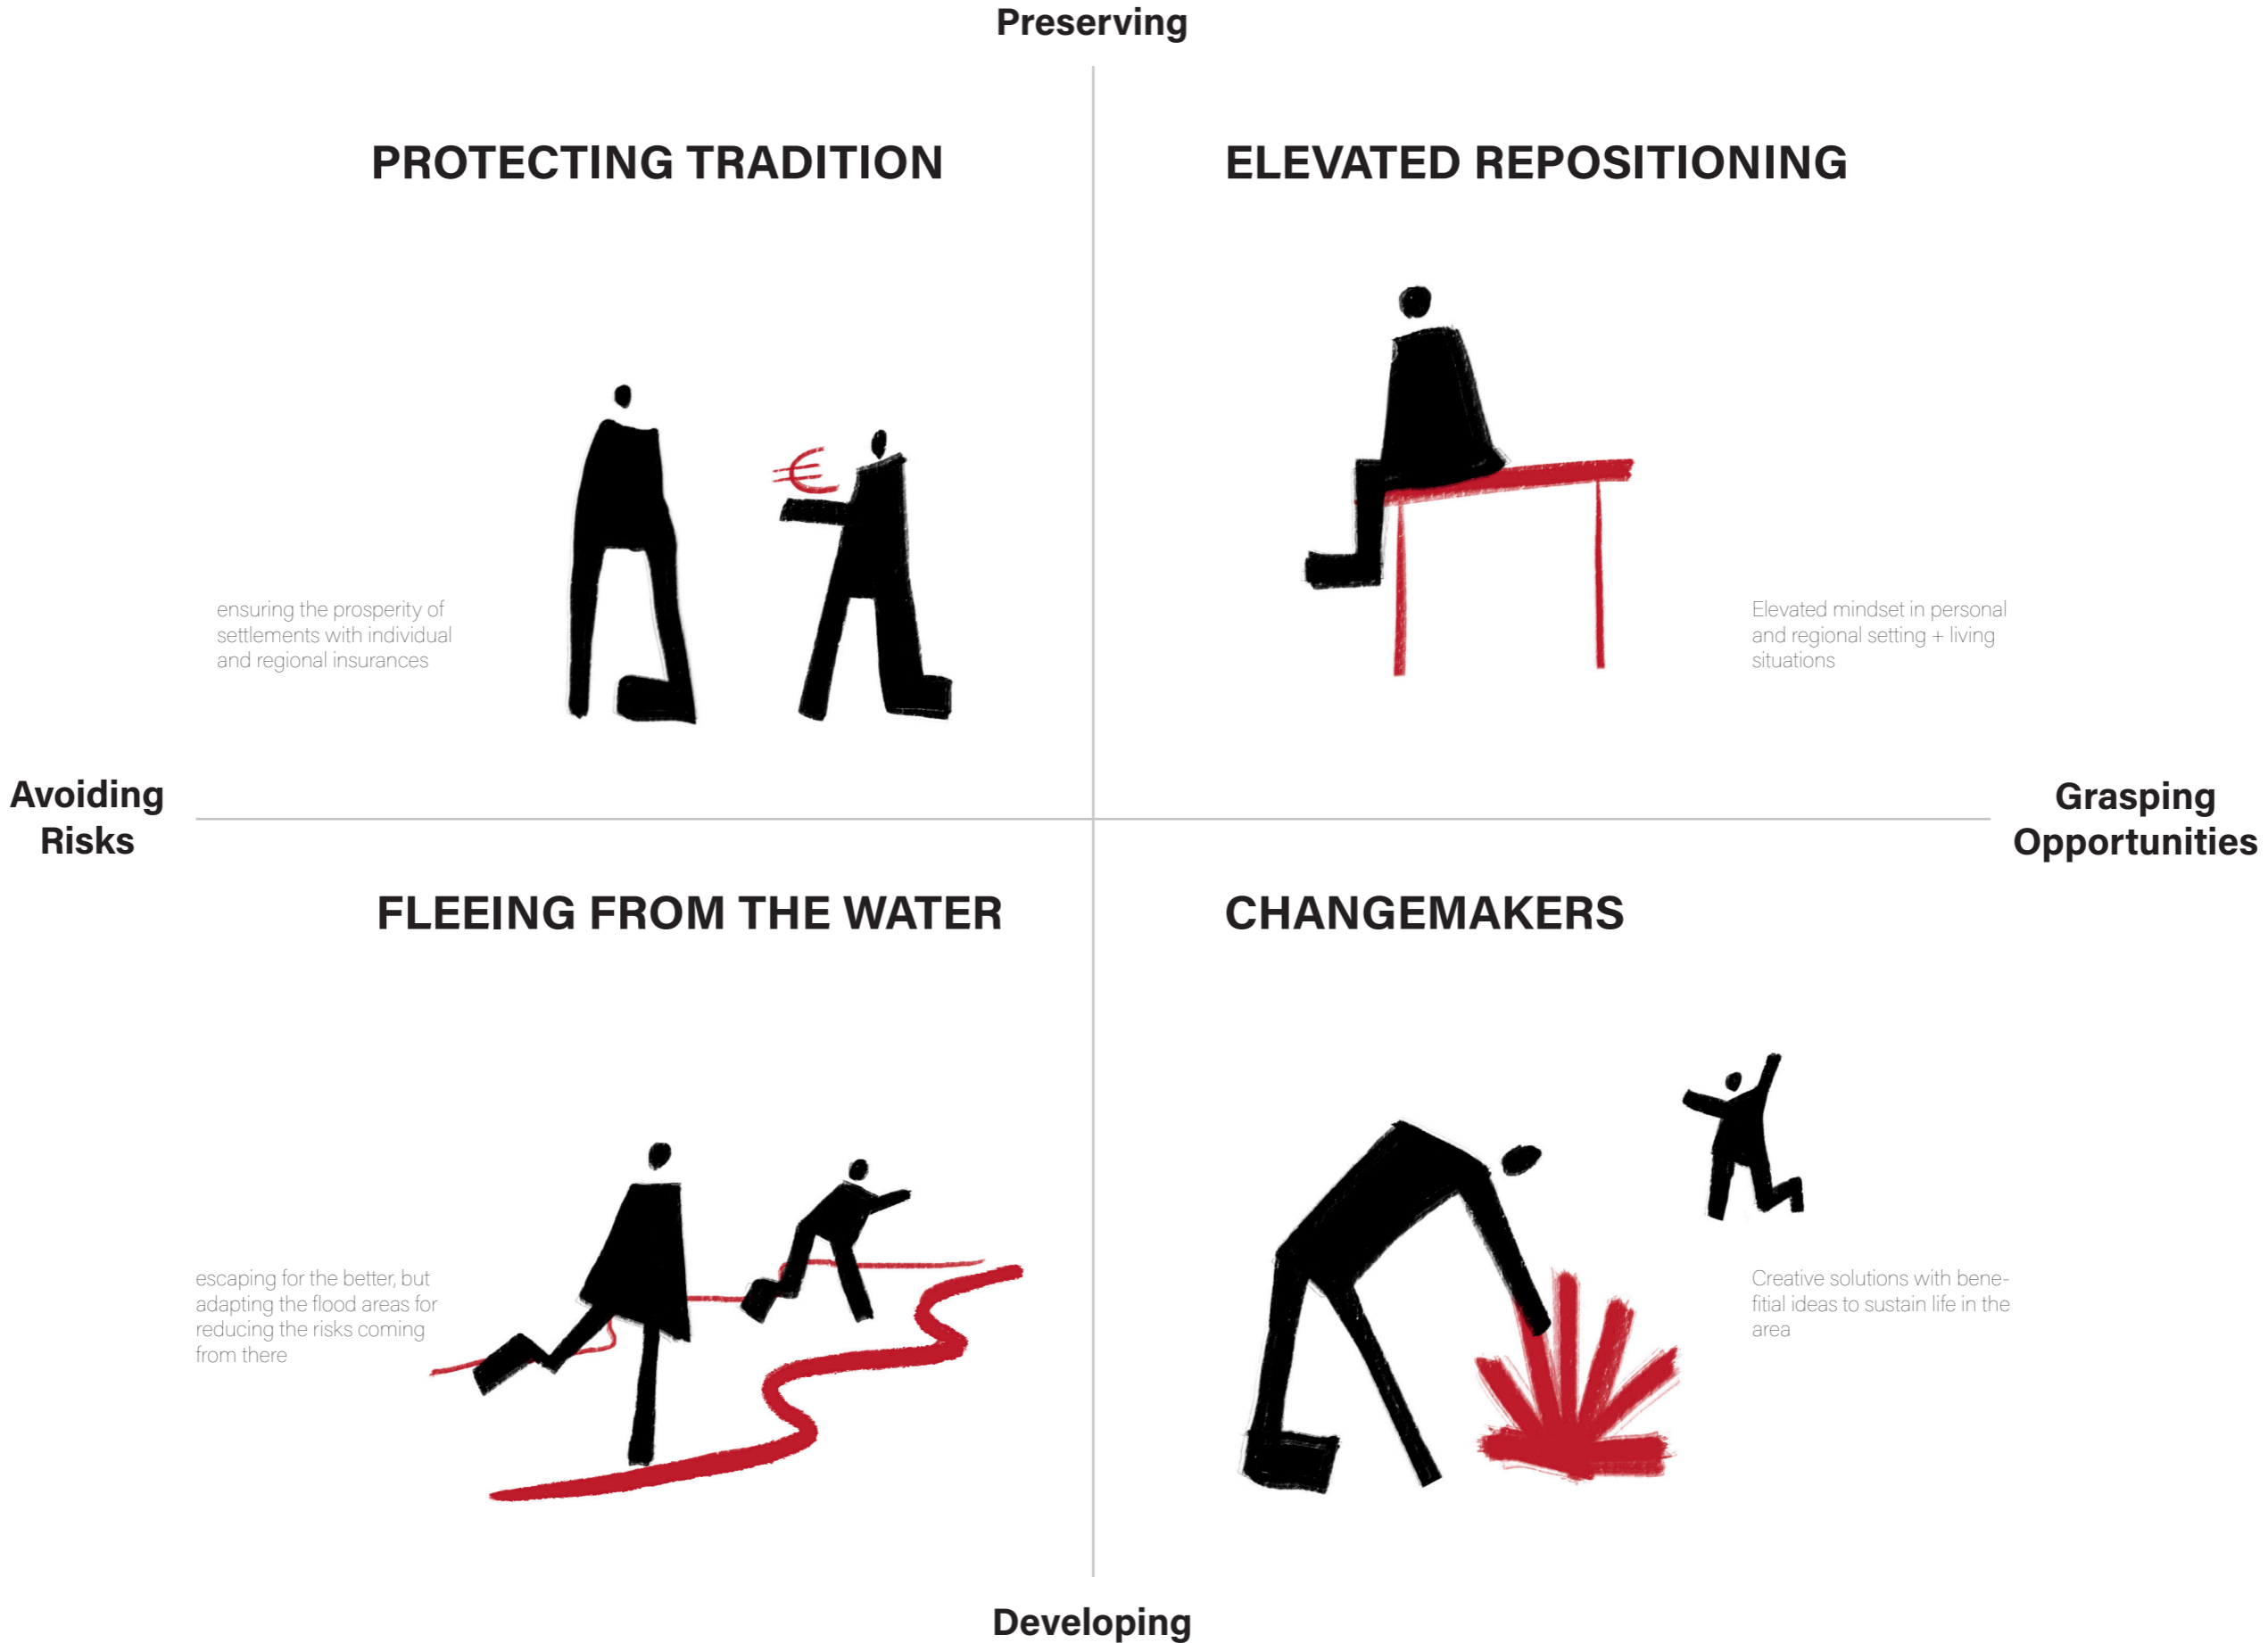 Preserving
PROTECTING TRADITION
ELEVATED REPOSITIONING
€
ensuring the prosperity of
settlements with individual
and regional insurances
Elevated mindset in personal
and regional setting + living
situations
Avoiding
Risks
Grasping
Opportunities
FLEEING FROM THE WATER
CHANGEMAKERS
escaping for the better, but
adapting the flood areas for
reducing the risks coming
from there
Creative solutions with bene-
fitial ideas to sustain life in the
area
Developing